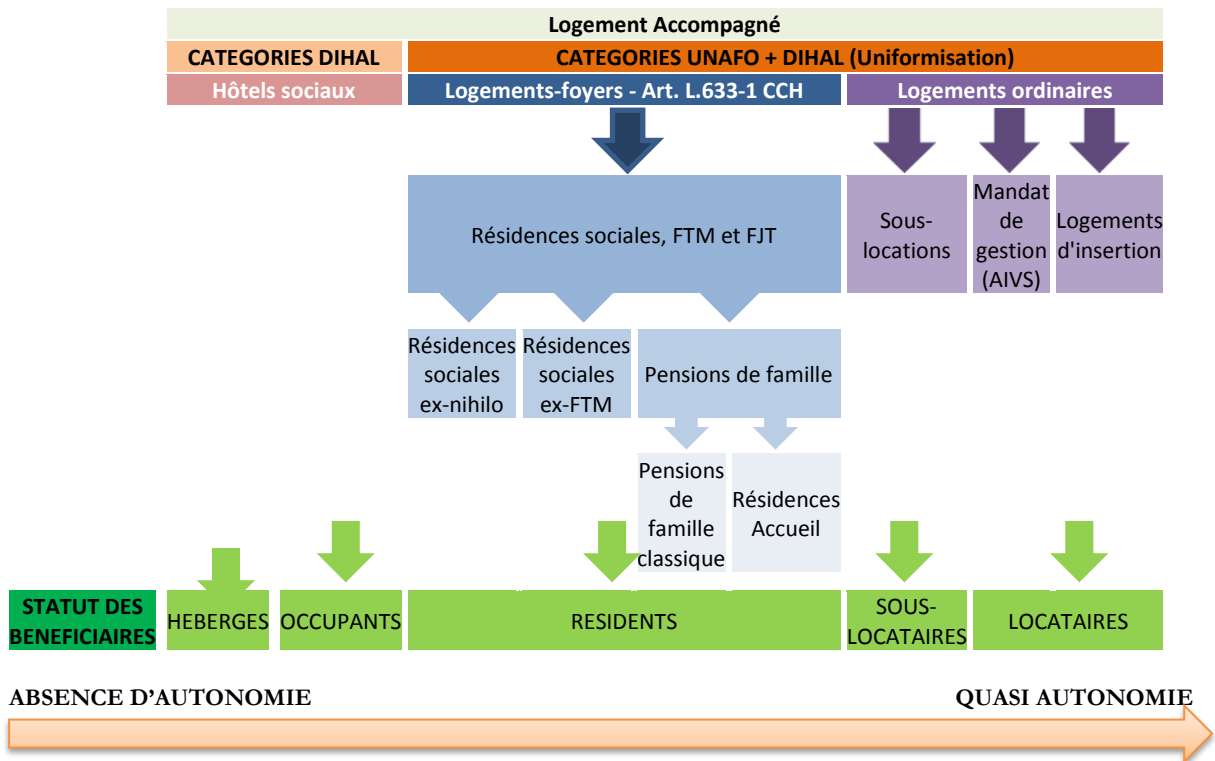 Logement Accompagné
CATEGORIES DIHAL
CATEGORIES UNAFO + DIHAL (Uniformisation)
Hôtels sociaux
Logements-foyers - Art. L.633-1 CCH
Logements ordinaires
Résidences sociales, FTM et FJT
Sous-
locations
Mandat
de
gestion
(AIVS)
Logements
d'insertion
Résidences
sociales
ex-nihilo
Résidences
sociales
ex-FTM
Pensions de famille
Pensions
de
famille
classique
Résidences
Accueil
STATUT DES
BENEFICIAIRES
HEBERGES
OCCUPANTS
RESIDENTS
SOUS-
LOCATAIRES
LOCATAIRES
ABSENCE D’AUTONOMIE
QUASI AUTONOMIE